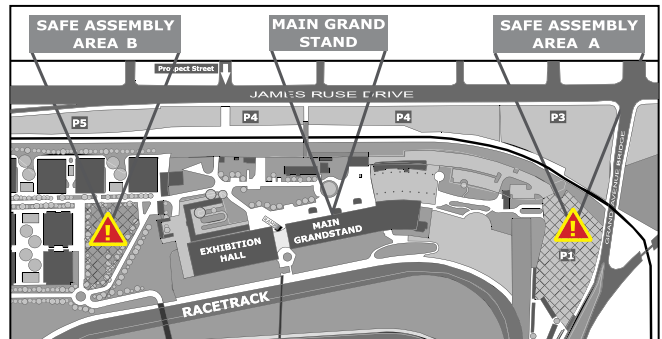 SAFE ASSEMBLY
AREA B
MAIN GRAND
STAND
SAFE ASSEMBLY
AREA A
Prospect Street
JAMES RUSE DRIVE
P5
P4
P4
P3
GRAND AVENUE BRIDGE
!
!
P1
EXHIBITION
HALL
MAIN
GRANDSTAND
RACETRACK